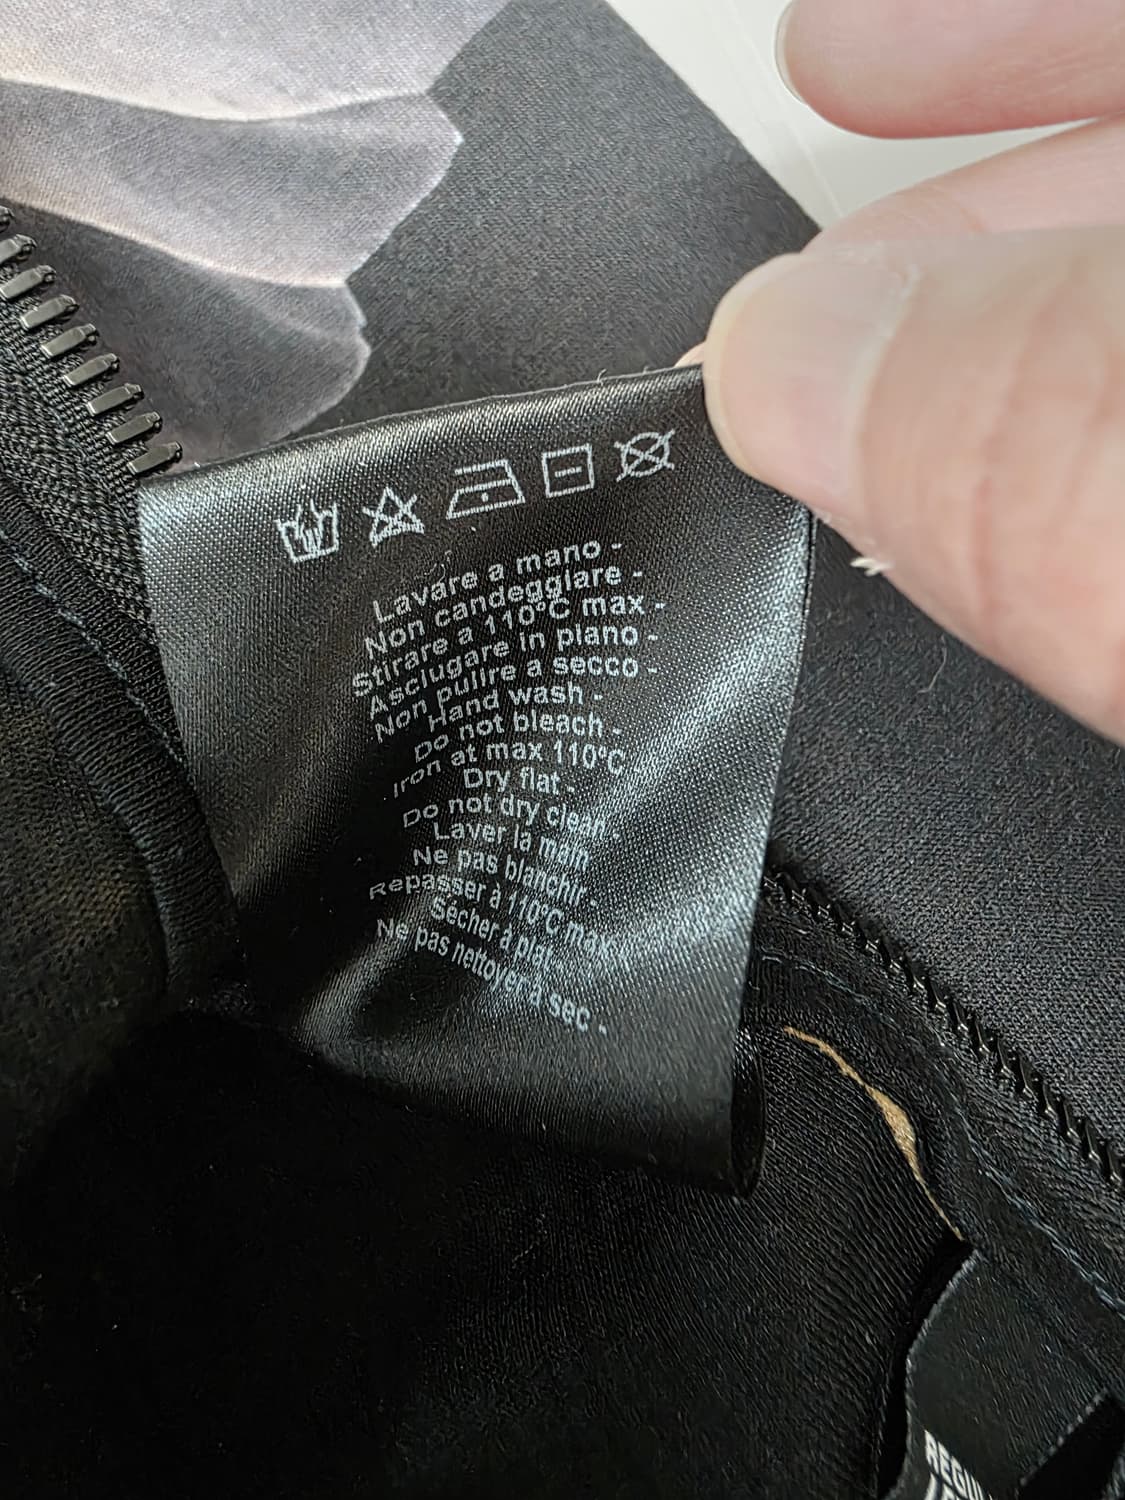 Lavare a mano -
Non candeggiare -
Stirare a 110°C max -
Asciugare in piano -
Non pulire a secco -
Hand wash -
Do not bleach -
Iron at max 110°C
Dry flat -
Do not dry clean -
Laver la main
Ne pas blanchir -
Repasser à 110°C max
Sécher à plat
Ne pas nettoyer à sec -